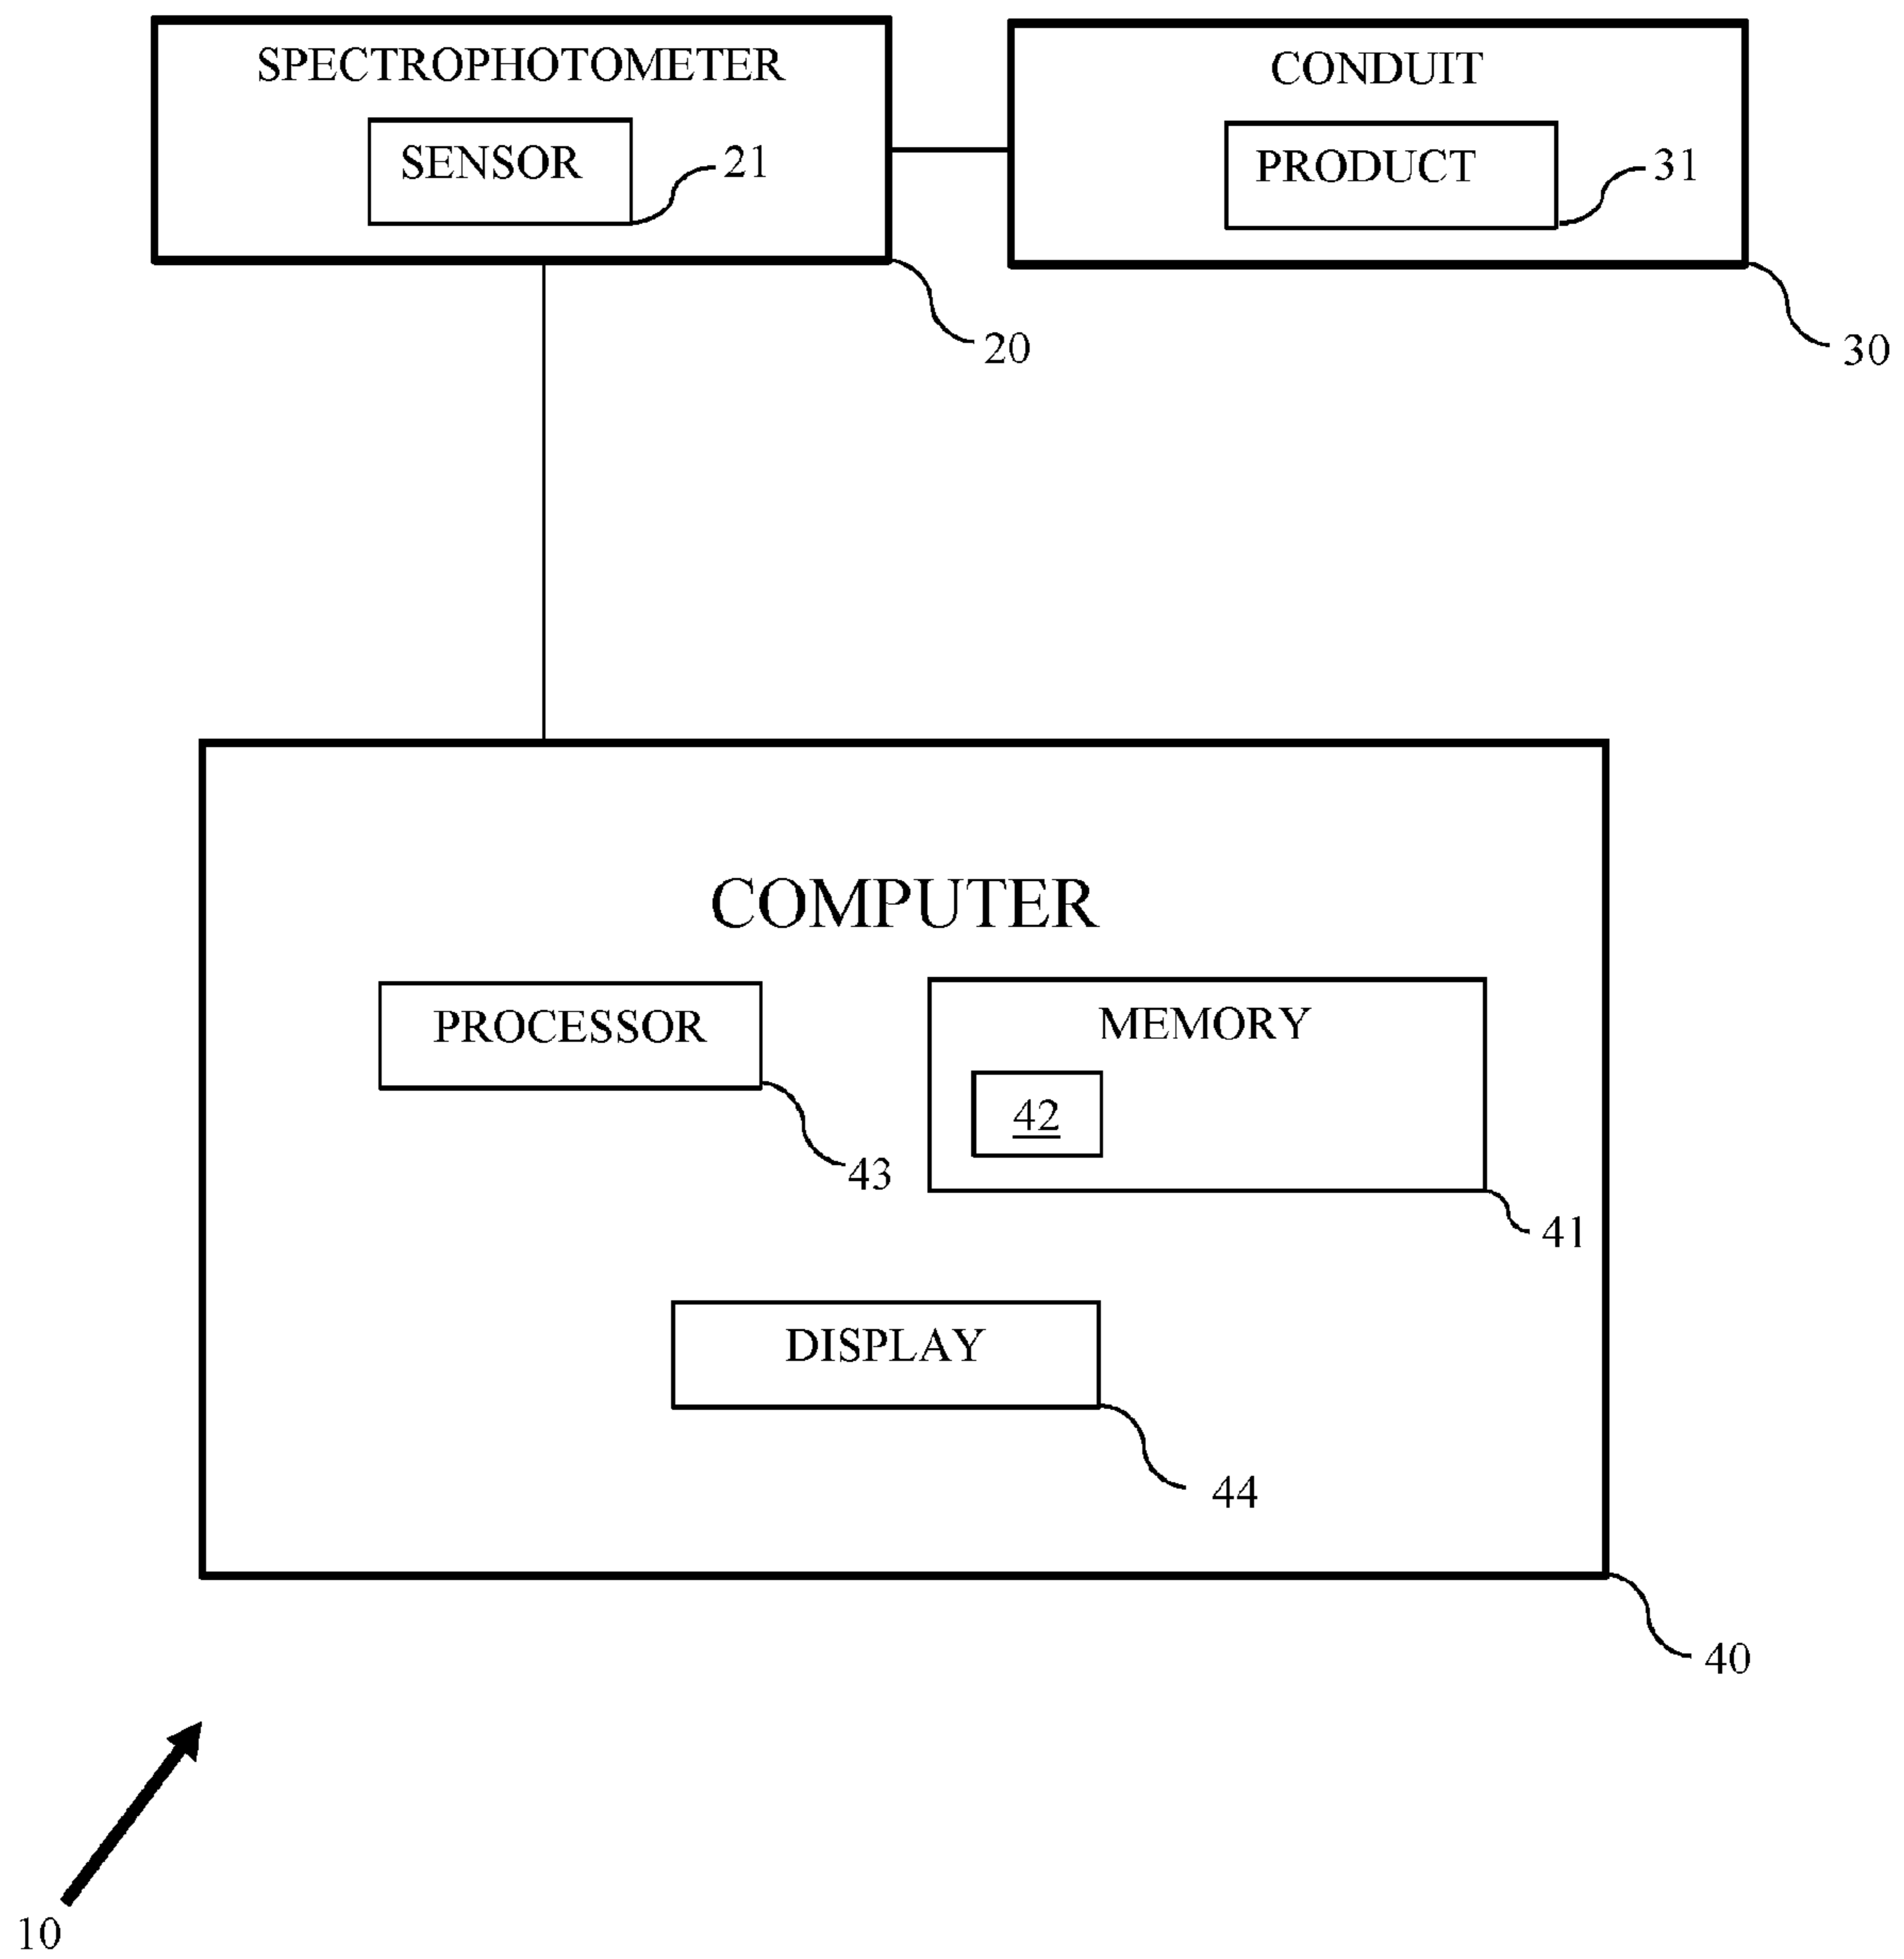 SPECTROPHOTOMETER
SENSOR
21
20
CONDUIT
PRODUCT
31
30
COMPUTER
PROCESSOR
43
MEMORY
42
41
DISPLAY
44
40
10